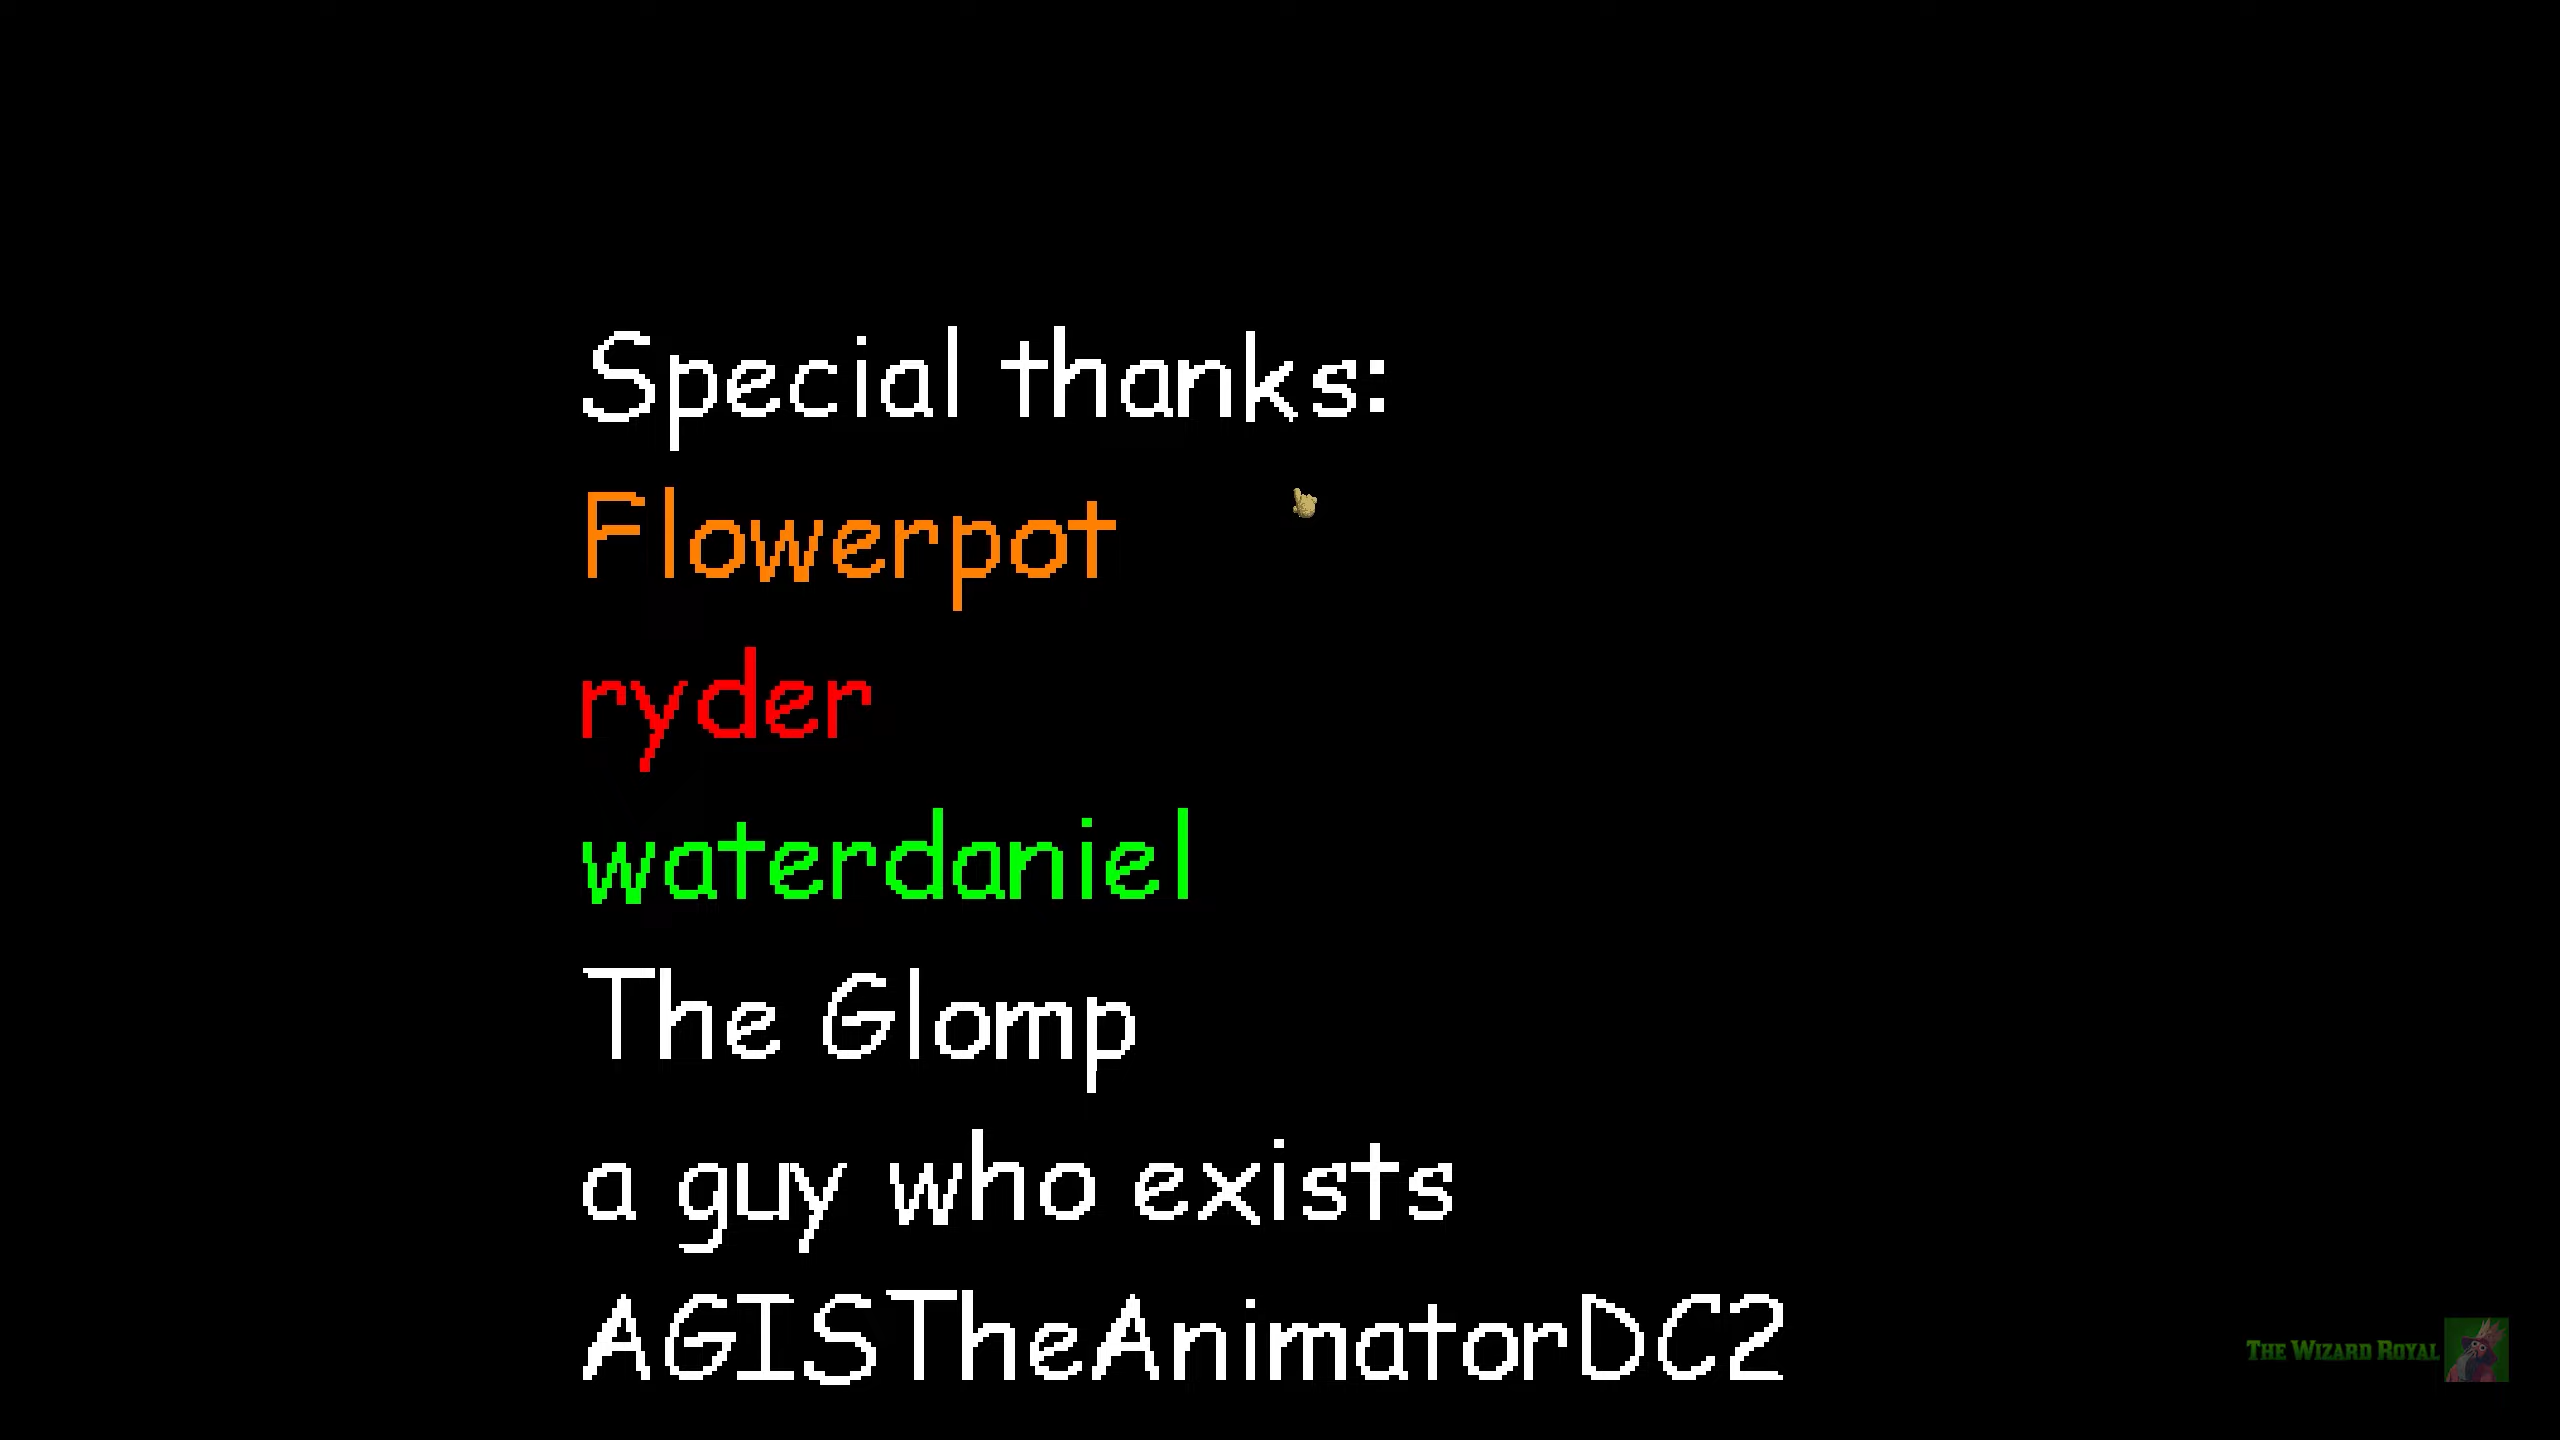 Special thanks:
Flowerpot
ryder
waterdaniel
The Glomp
a guy who exists
AGISTheAnimatorDC2
THE WIZARD ROYAL